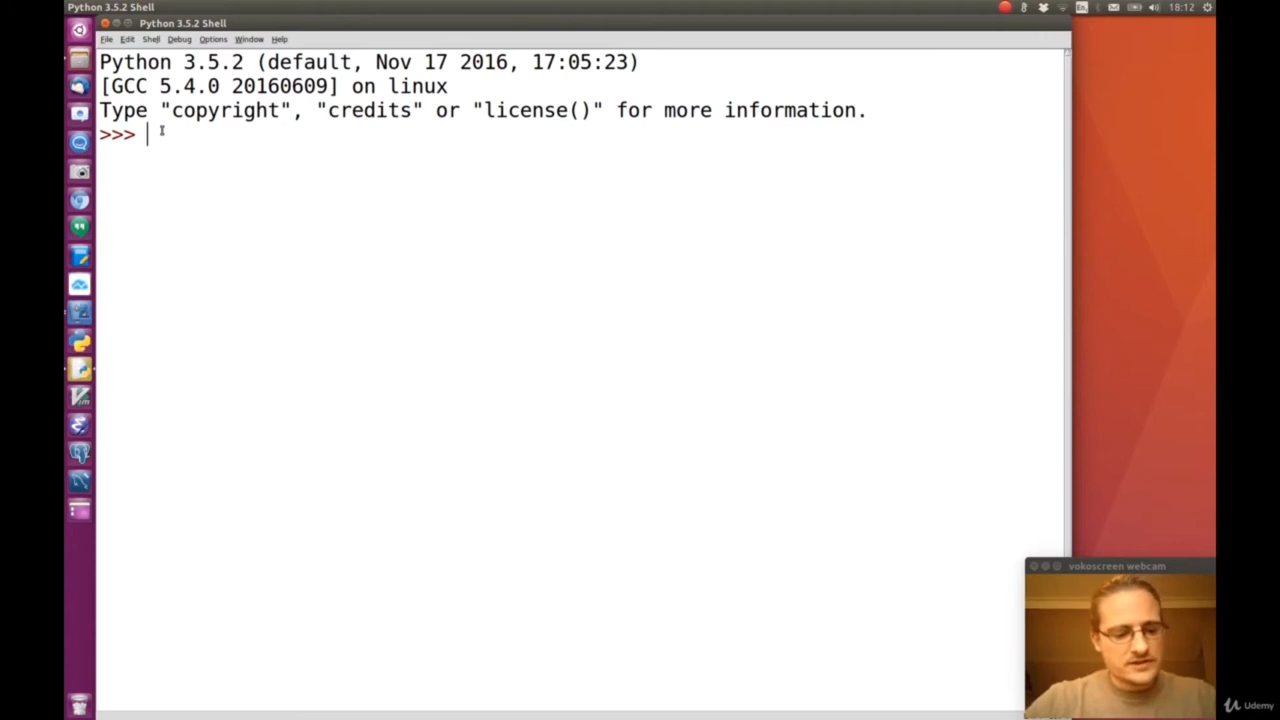 Python 3.5.2 Shell
En
18:12
Python 3.5.2 Shell
File Edit Shell Debug Options Window Help
Python 3.5.2 (default, Nov 17 2016, 17:05:23)
[GCC 5.4.0 20160609] on linux
Type "copyright", "credits" or "license()" for more information.
>>>
Vim
vokoscreen webcam
Udemy